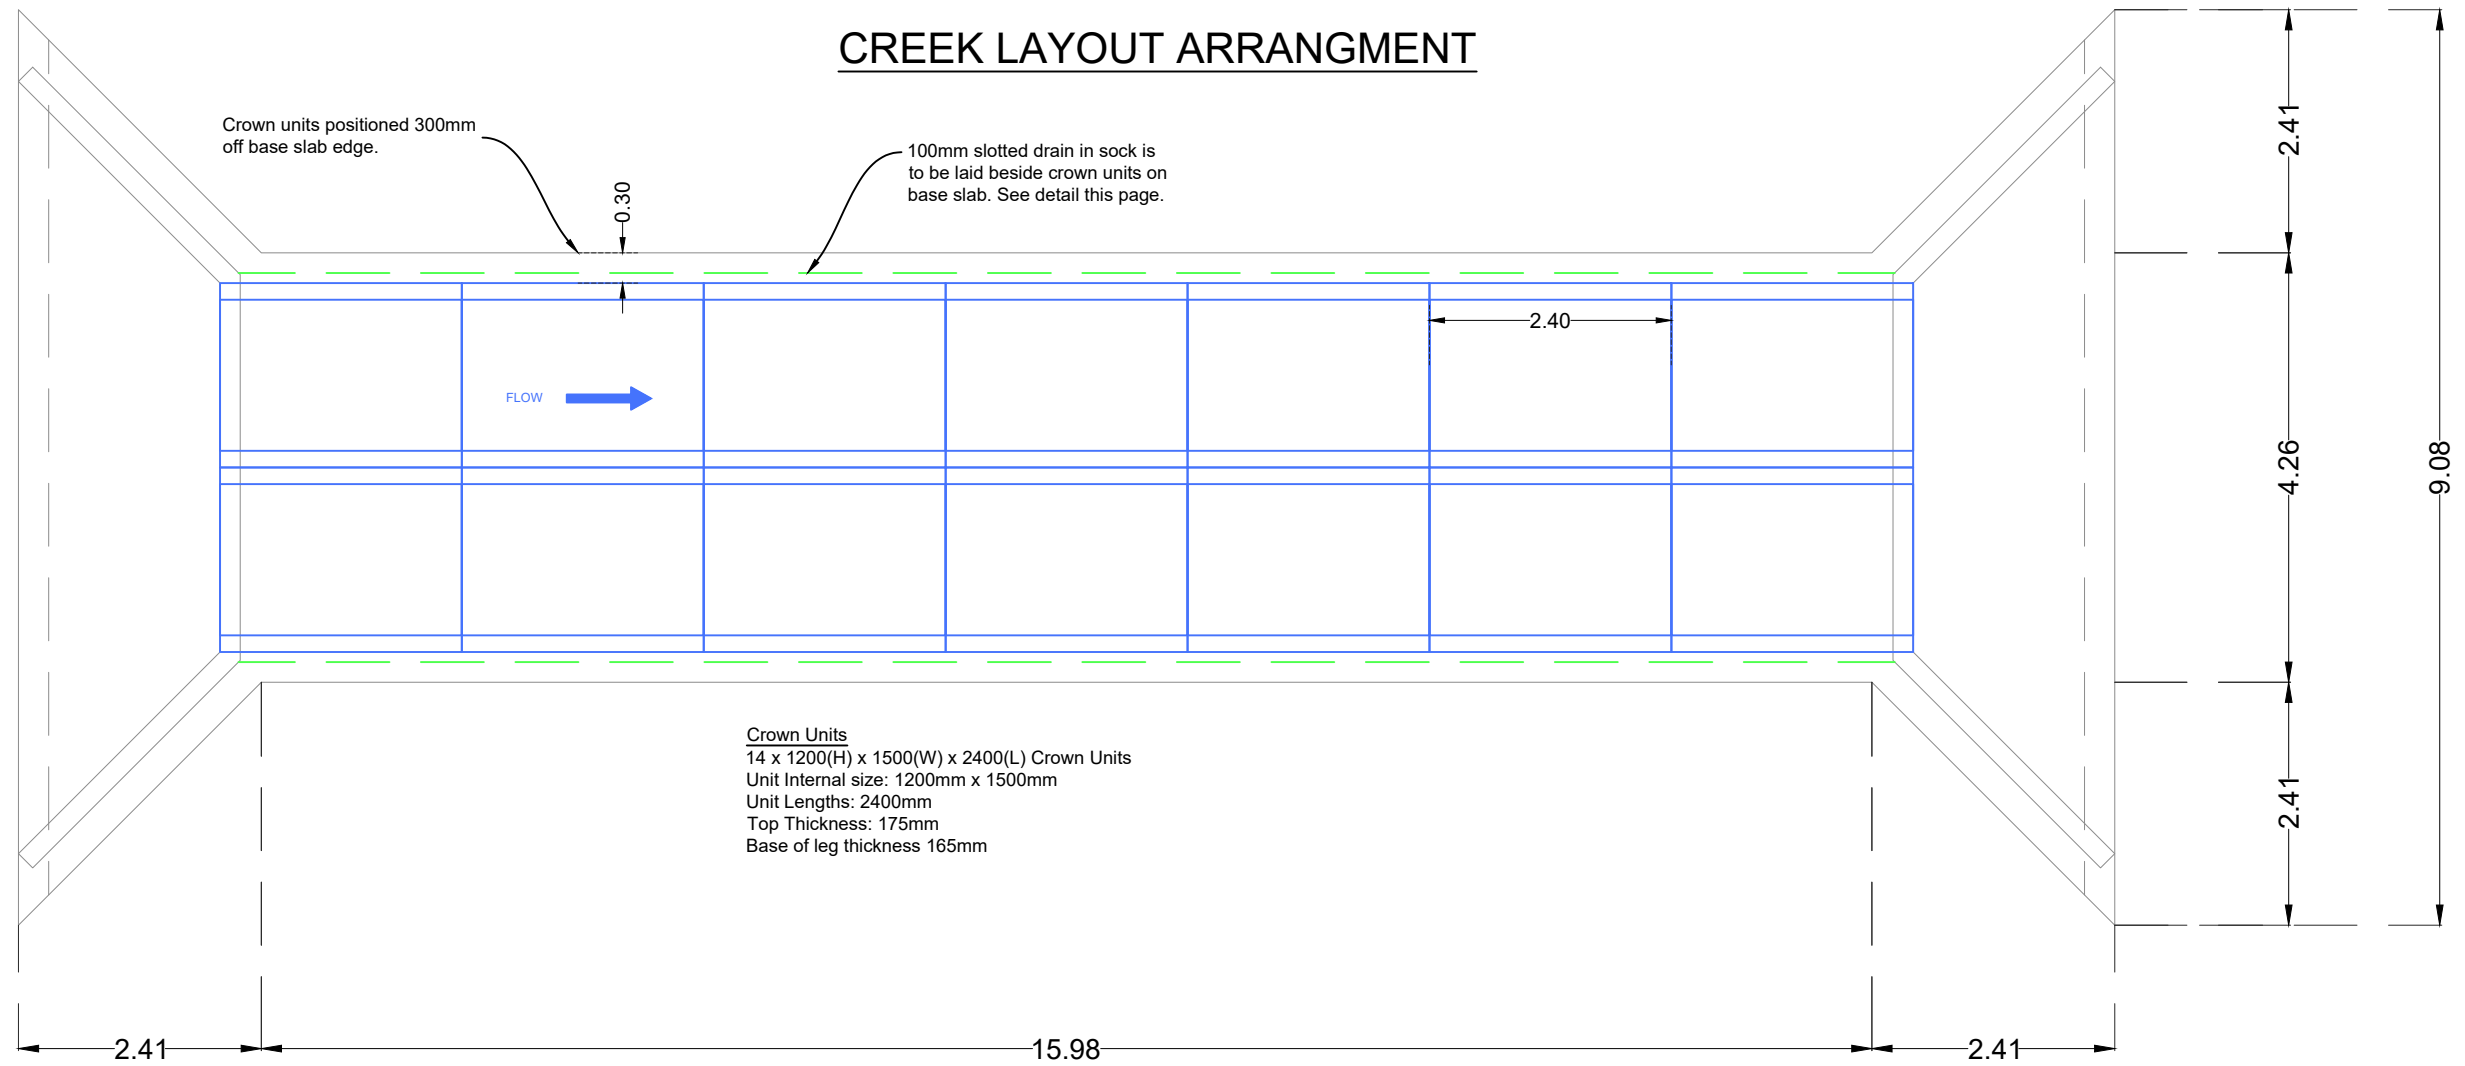 CREEK LAYOUT ARRANGMENT
Crown units positioned 300mm
off base slab edge.
100mm slotted drain in sock is
to be laid beside crown units on
base slab. See detail this page.
0.30
2.41
2.40
FLOW
4.26
9.08
Crown Units
14 x 1200(H) x 1500(W) x 2400(L) Crown Units
Unit Internal size: 1200mm x 1500mm
Unit Lengths: 2400mm
Top Thickness: 175mm
Base of leg thickness 165mm
2.41
2.41
15.98
2.41